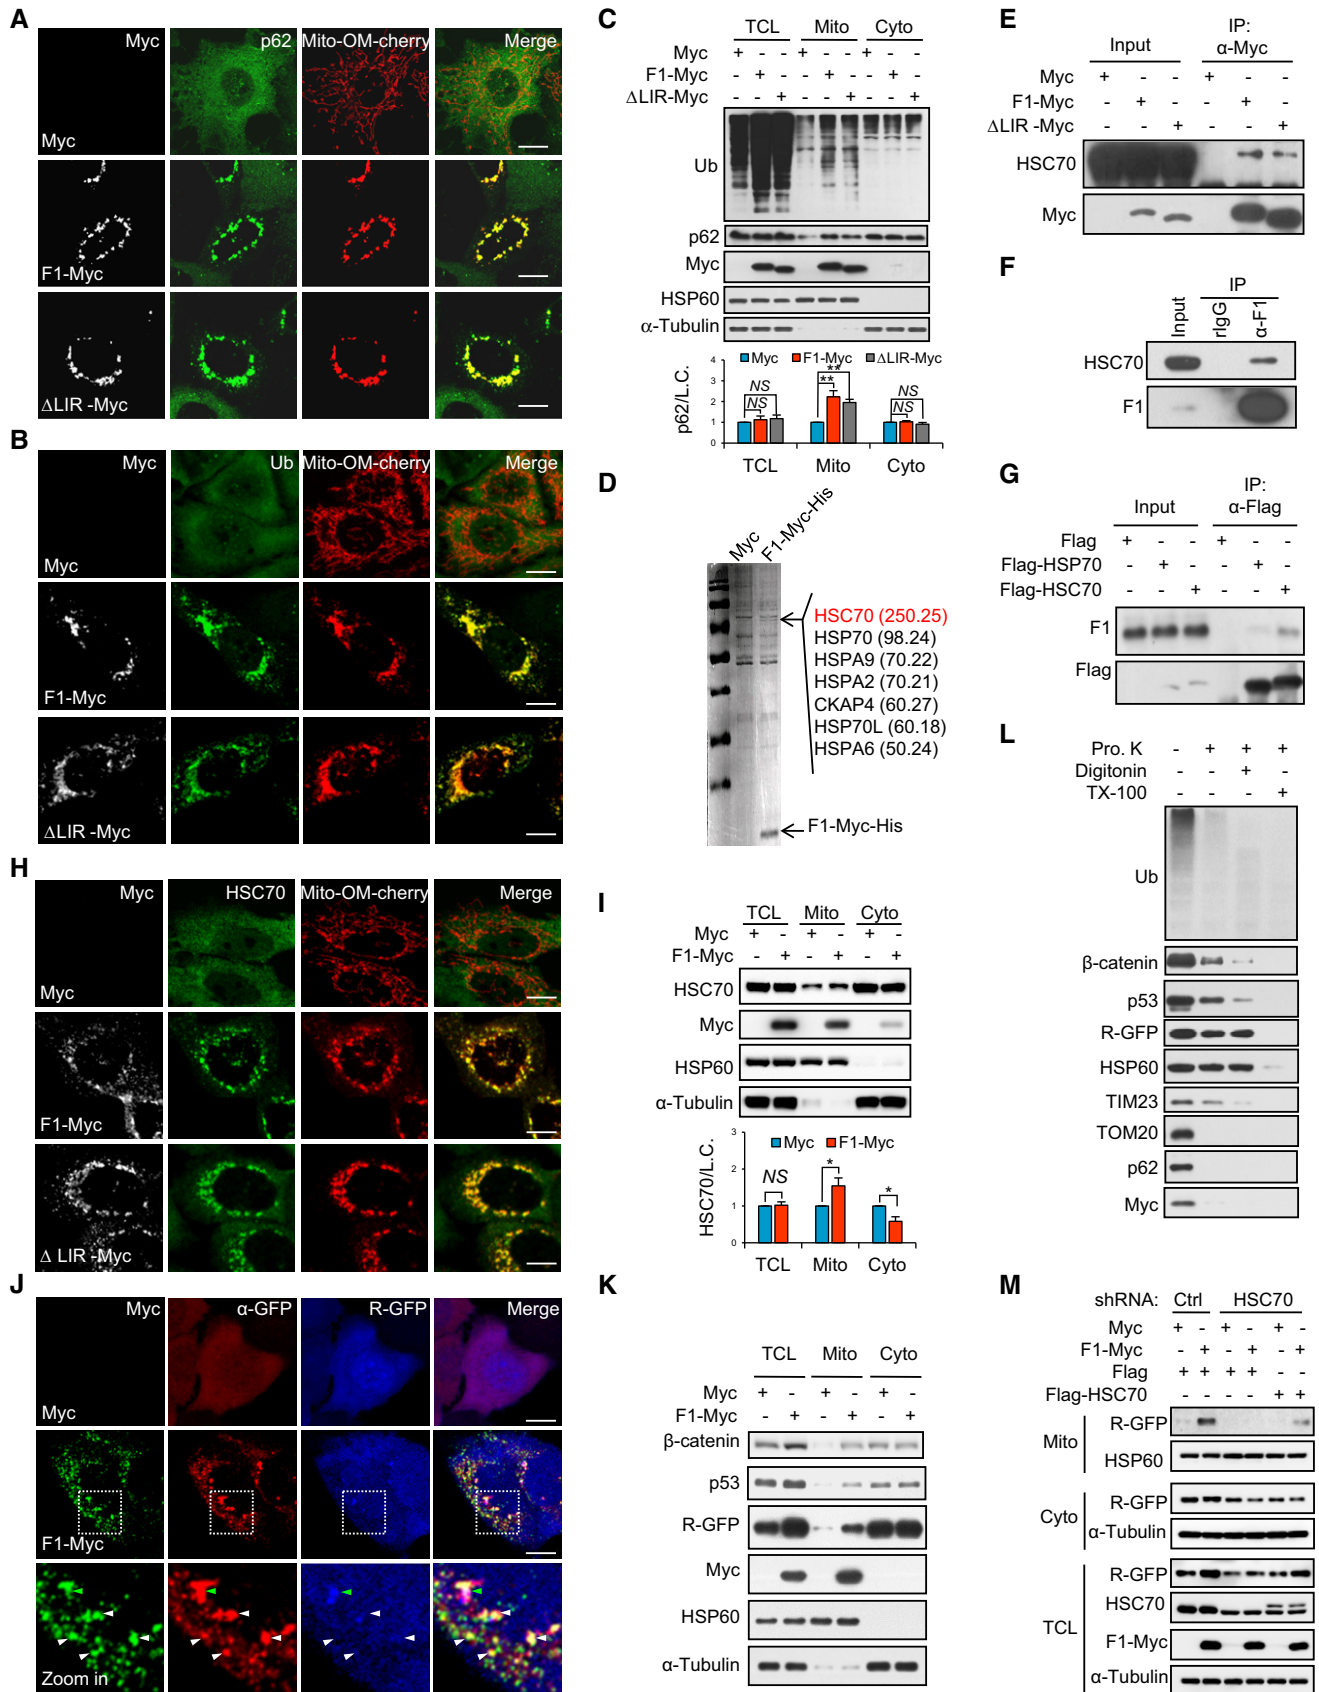 A
Myc
p62
Mito-OM-cherry
Merge
Myc
F1-Myc
ΔLIR -Myc
B
Myc
Ub
Mito-OM-cherry
Merge
Myc
F1-Myc
ΔLIR -Myc
H
Myc
HSC70
Mito-OM-cherry
Merge
Myc
F1-Myc
Δ LIR -Myc
J
Myc
α-GFP
R-GFP
Merge
Myc
F1-Myc
Zoom in
C
TCL Mito Cyto
Myc + - - + - - + - -
F1-Myc - + - - + - - + -
ΔLIR-Myc - - + - - + - - +
Ub
p62
Myc
HSP60
α-Tubulin
Myc F1-Myc ΔLIR-Myc
p62/L.C.
4
3
2
1
0
NS
NS
**
**
NS
NS
TCL Mito Cyto
D
Myc
F1-Myc-His
HSC70 (250.25)
HSP70 (98.24)
HSPA9 (70.22)
HSPA2 (70.21)
CKAP4 (60.27)
HSP70L (60.18)
HSPA6 (50.24)
F1-Myc-His
I
TCL Mito Cyto
Myc + - + - + -
F1-Myc - + - + - +
HSC70
Myc
HSP60
α-Tubulin
Myc F1-Myc
HSC70/L.C.
3
2
1
0
NS
*
*
TCL Mito Cyto
K
TCL Mito Cyto
Myc + - + - + -
F1-Myc - + - + - +
β-catenin
p53
R-GFP
Myc
HSP60
α-Tubulin
E
Input
IP:
α-Myc
Myc + - - + - -
F1-Myc - + - - + -
ΔLIR -Myc - - + - - +
HSC70
Myc
F
IP
Input
rIgG
α-F1
HSC70
F1
G
Input
IP:
α-Flag
Flag + - - + - -
Flag-HSP70 - + - - + -
Flag-HSC70 - - + - - +
F1
Flag
L
Pro. K - + + +
Digitonin - - + -
TX-100 - - - +
Ub
β-catenin
p53
R-GFP
HSP60
TIM23
TOM20
p62
Myc
M
shRNA: Ctrl HSC70
Myc + - + - + -
F1-Myc - + - + - +
Flag + + + + - -
Flag-HSC70 - - - - + +
Mito
R-GFP
HSP60
Cyto
R-GFP
α-Tubulin
TCL
R-GFP
HSC70
F1-Myc
α-Tubulin